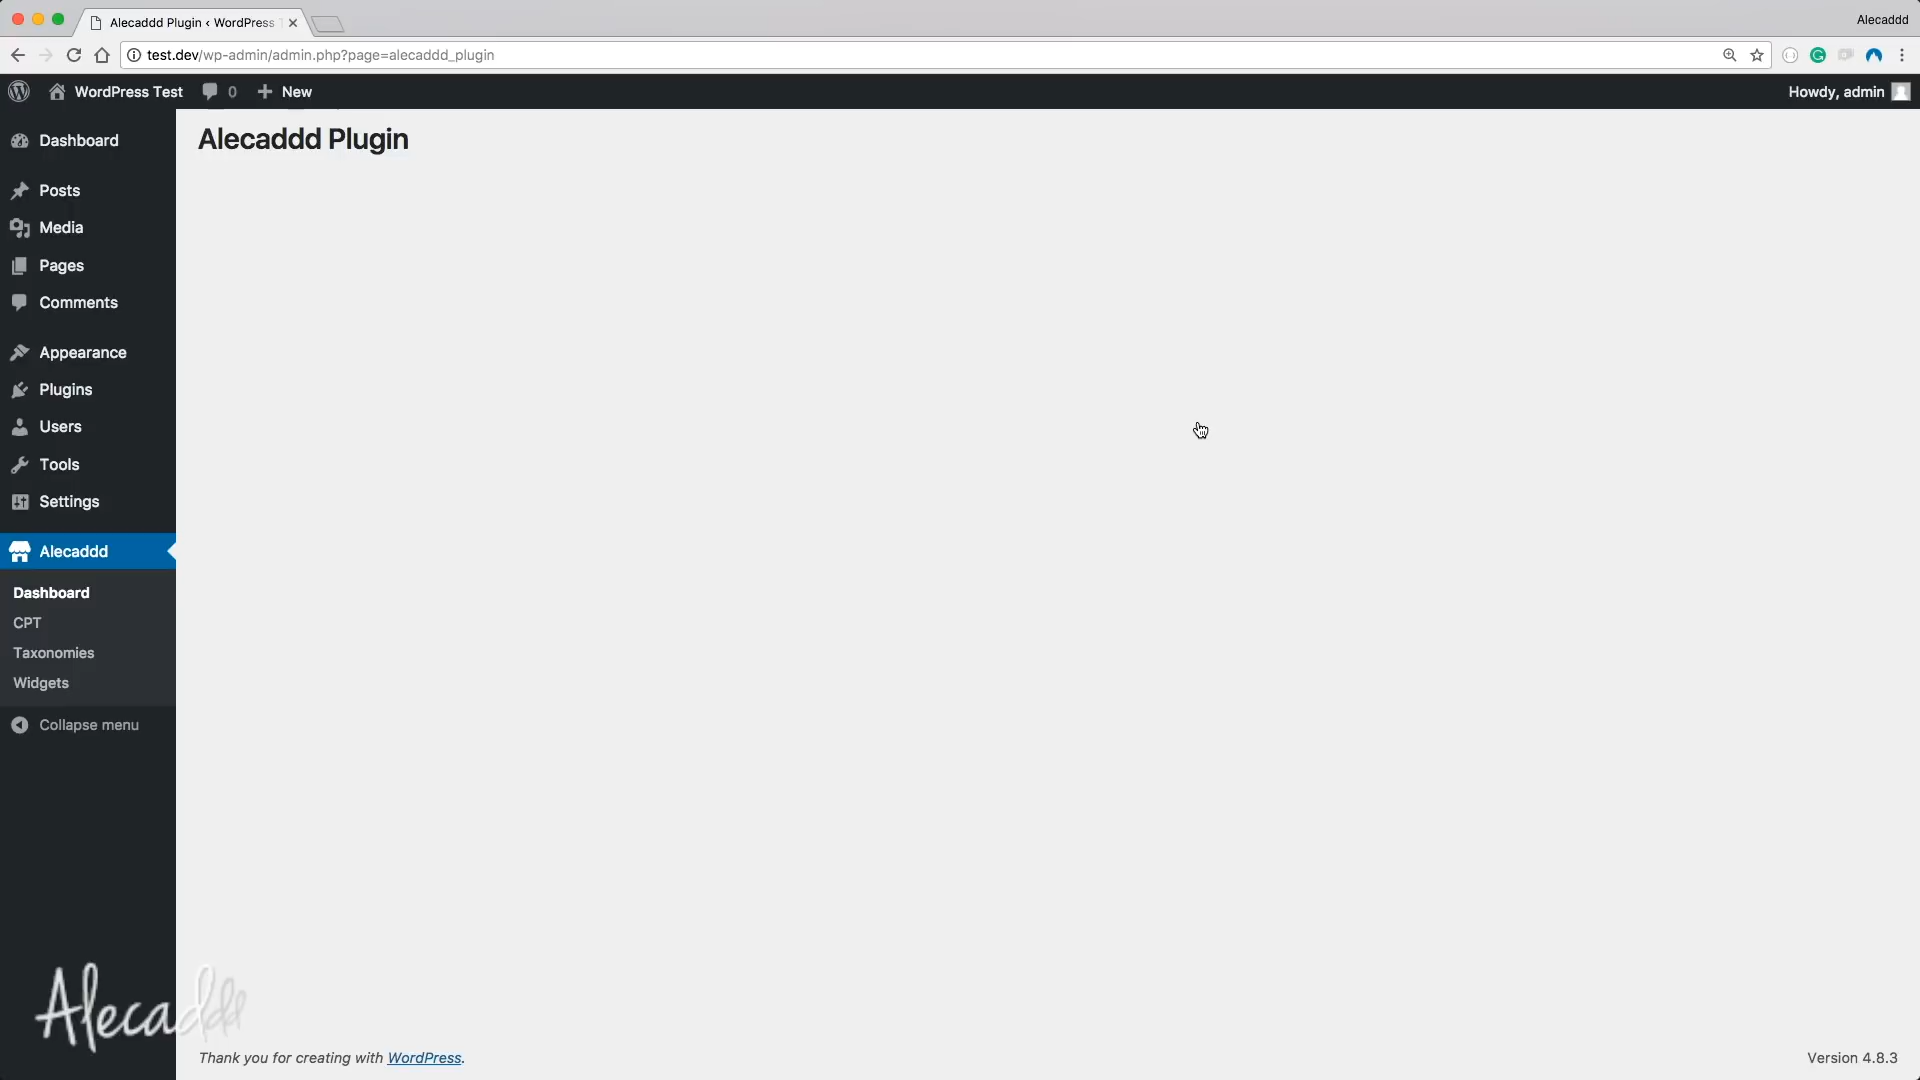 Alecaddd Plugin ‹ WordPress
Alecaddd
test.dev/wp-admin/admin.php?page=alecaddd_plugin
WordPress Test
0
New
Howdy, admin
Dashboard
Posts
Media
Pages
Comments
Appearance
Plugins
Users
Tools
Settings
Alecaddd
Dashboard
CPT
Taxonomies
Widgets
Collapse menu
Alecaddd Plugin
Alecaddd
Thank you for creating with WordPress.
Version 4.8.3